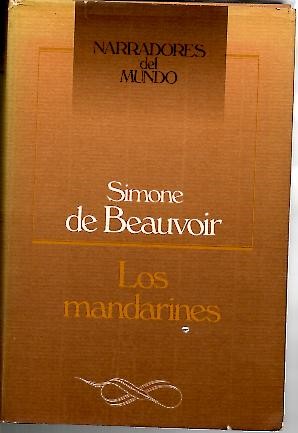 NARRADORES
del
MUNDO
Simone
de Beauvoir
Los
mandarines